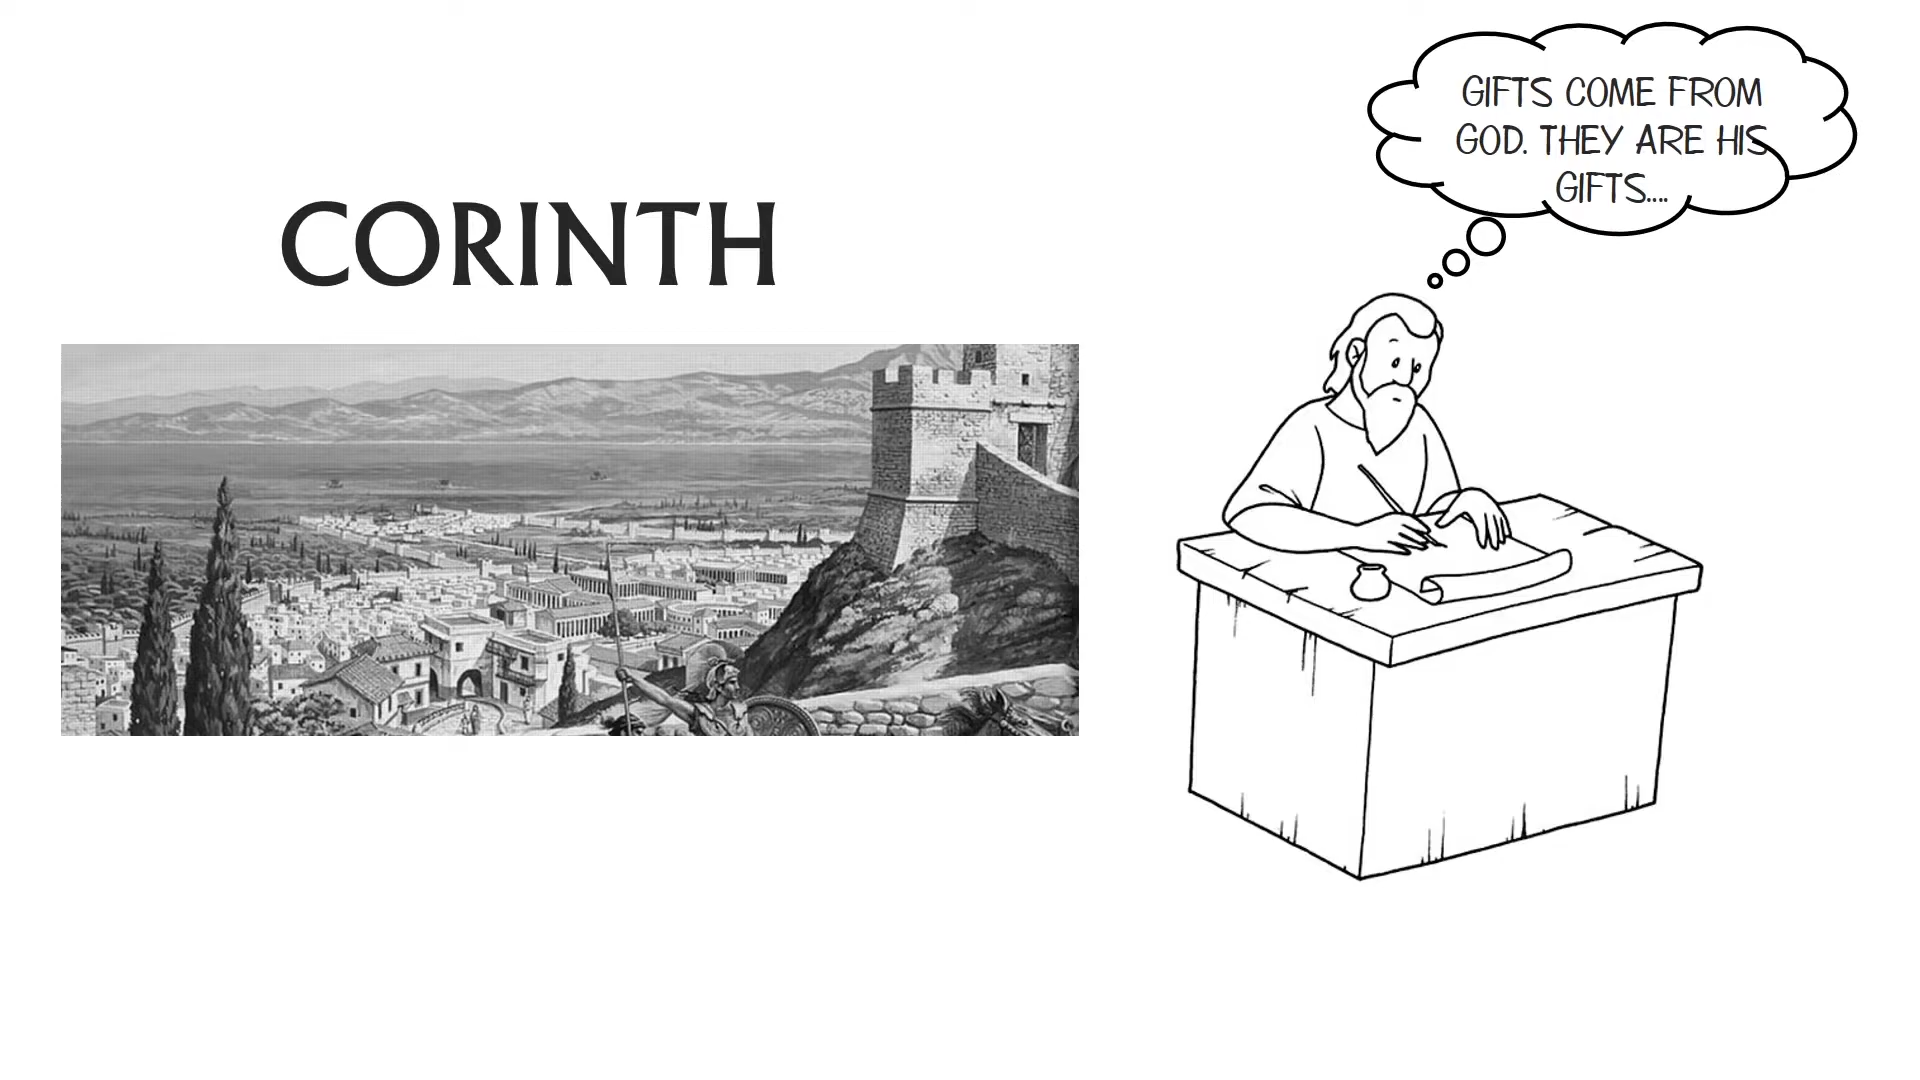 CORINTH
GIFTS COME FROM
GOD. THEY ARE HIS
GIFTS....